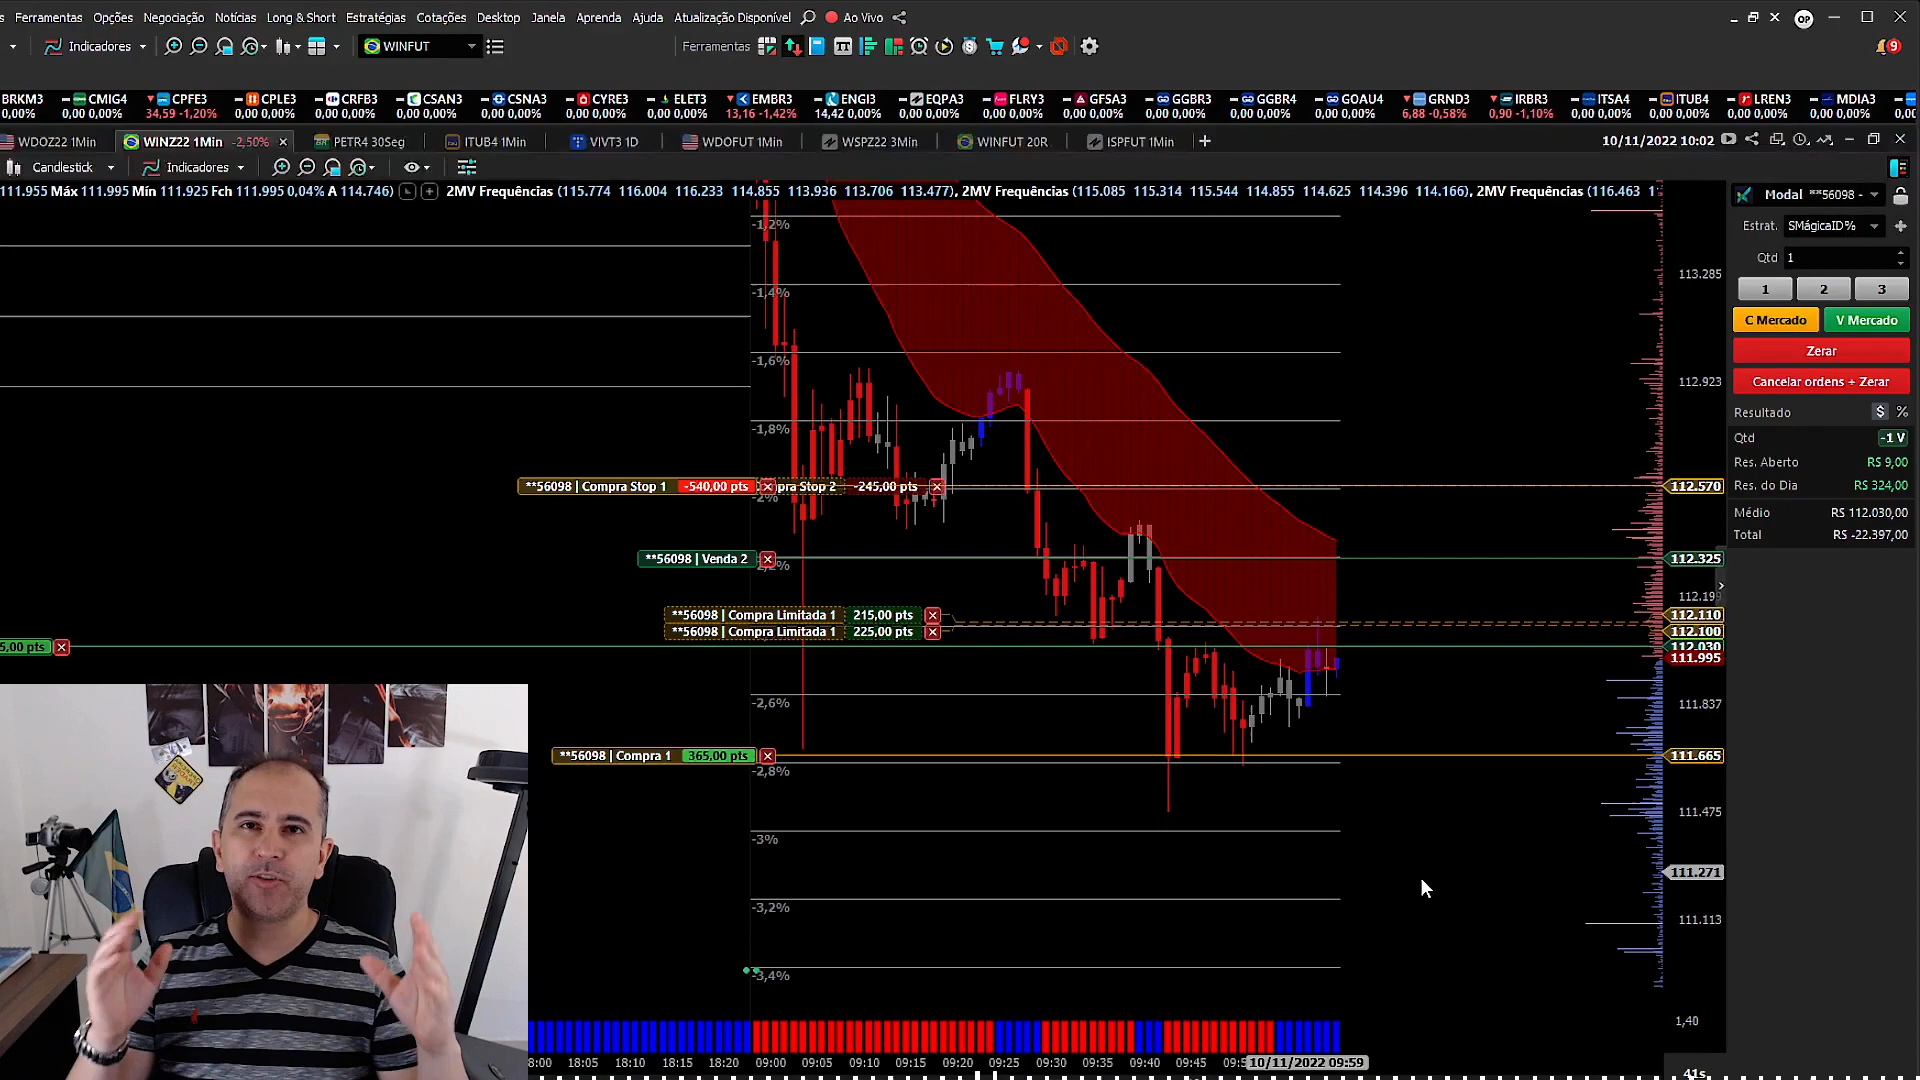 s Ferramentas Opções Negociação Notícias Long & Short Estratégias Cotações Desktop Janela Aprenda Ajuda Atualização Disponível Ao Vivo OP
Indicadores WINFUT Ferramentas 9
BRKM3 CMIG4 CPFE3 CPLE3 CRFB3 CSAN3 CSNA3 CYRE3 ELET3 EMBR3 ENGI3 EQPA3 FLRY3 GFSA3 GGBR3 GGBR4 GOAU4 GRND3 IRBR3 ITSA4 ITUB4 LREN3 MDIA3
0,00% 0,00 0,00% 34,59 -1,20% 0,00 0,00% 0,00 0,00% 0,00 0,00% 0,00 0,00% 0,00 0,00% 0,00 0,00% 13,16 -1,42% 14,42 0,00% 0,00 0,00% 0,00 0,00% 0,00 0,00% 0,00 0,00% 0,00 0,00% 0,00 0,00% 6,88 -0,58% 0,90 -1,10% 0,00 0,00% 0,00 0,00% 0,00 0,00% 0,00 0,00%
WDOZ22 1Min WINZ22 1Min -2,50% PETR4 30Seg ITUB4 1Min VIVT3 1D WDOFUT 1Min WSPZ22 3Min WINFUT 20R ISPFUT 1Min 10/11/2022 10:02
Candlestick Indicadores
111.955 Máx 111.995 Mín 111.925 Fch 111.995 0,04% A 114.746) 2MV Frequências (115.774 116.004 116.233 114.855 113.936 113.706 113.477), 2MV Frequências (115.085 115.314 115.544 114.855 114.625 114.396 114.166), 2MV Frequências (116.463 1
-1,2%
-1,4%
-1,6%
-1,8%
**56098 | Compra Stop 1 -540,00 pts pra Stop 2 -245,00 pts
-2%
**56098 | Venda 2
-2,2%
**56098 | Compra Limitada 1 215,00 pts
**56098 | Compra Limitada 1 225,00 pts
5,00 pts
-2,6%
**56098 | Compra 1 365,00 pts
-2,8%
-3%
-3,2%
-3,4%
113.285
112.923
112.570
112.325
112.199
112.110
112.100
112.030
111.995
111.837
111.665
111.475
111.271
111.113
1,40
41s
8:00 18:05 18:10 18:15 18:20 09:00 09:05 09:10 09:15 09:20 09:25 09:30 09:35 09:40 09:45 09:5 10/11/2022 09:59
Modal **56098 -
Estrat. SMágicaID%
Qtd 1
1 2 3
C Mercado V Mercado
Zerar
Cancelar ordens + Zerar
Resultado $ %
Qtd -1 V
Res. Aberto R$ 9,00
Res. do Dia R$ 324,00
Médio R$ 112.030,00
Total R$ -22.397,00